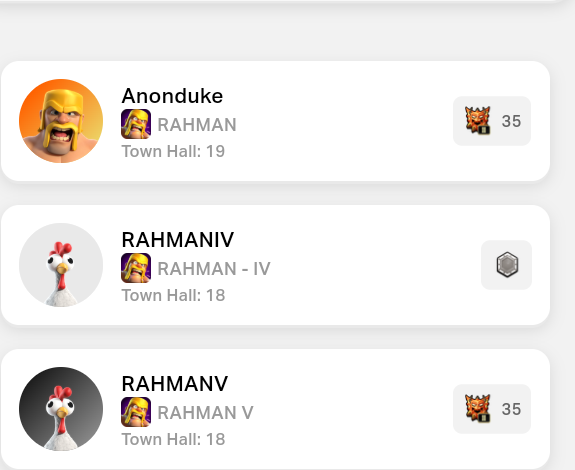 Anonduke
RAHMAN
Town Hall: 19
35
RAHMANIV
RAHMAN - IV
Town Hall: 18
RAHMANV
RAHMAN V
Town Hall: 18
35